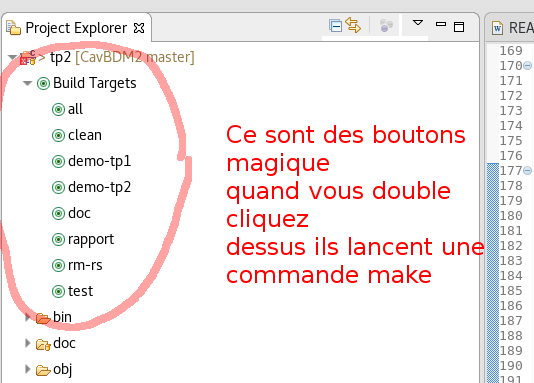 Project Explorer
READ
> tp2 [CavBDM2 master]
Build Targets
all
clean
demo-tp1
demo-tp2
doc
rapport
rm-rs
test
bin
doc
obj
Ce sont des boutons
magique
quand vous double
cliquez
dessus ils lancent une
commande make
169
170
171
172
173
174
175
176
177
178
179
180
181
182
183
184
185
186
187
188
189
190
191